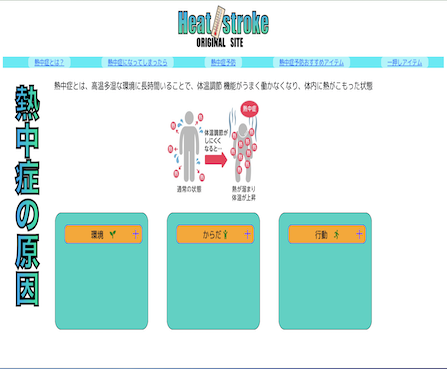 Heat stroke
ORIGINAL SITE
熱中症とは？
熱中症になってしまったら
熱中症予防
熱中症予防おすすめアイテム
一押しアイテム
熱中症の原因
熱中症とは、高温多湿な環境に長時間いることで、体温調節 機能がうまく働かなくなり、体内に熱がこもった状態
熱中症
体温調節が
しにくく
なると…
通常の状態
熱が溜まり
体温が上昇
環境 +
からだ +
行動 +